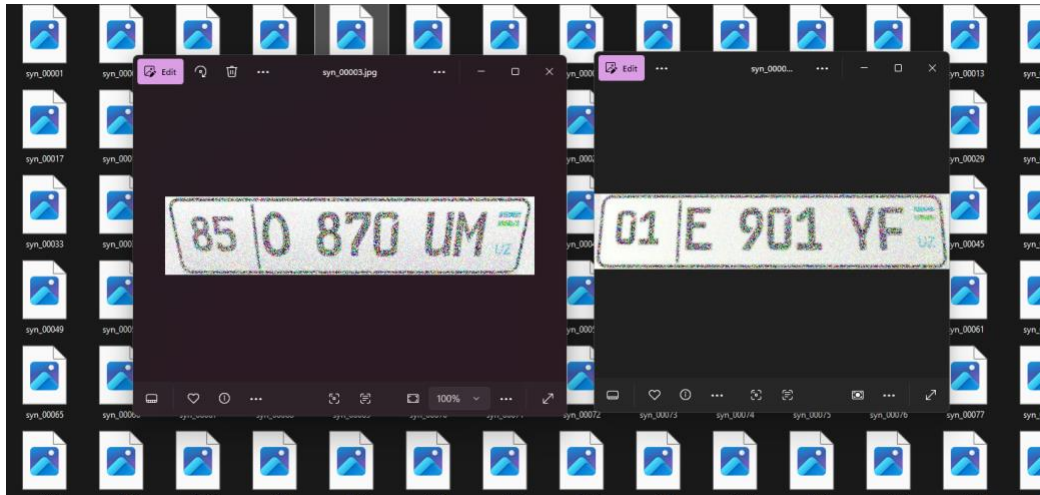 Edit
syn_00003.jpg
Edit
syn_0000...
syn_00001
syn_00013
85 O 870 UM UZ
01 E 901 YF UZ
syn_00017
syn_00029
syn_00033
syn_00045
syn_00049
syn_00061
100%
syn_00065
syn_00072 syn_00073 syn_00074 syn_00075 syn_00076 syn_00077